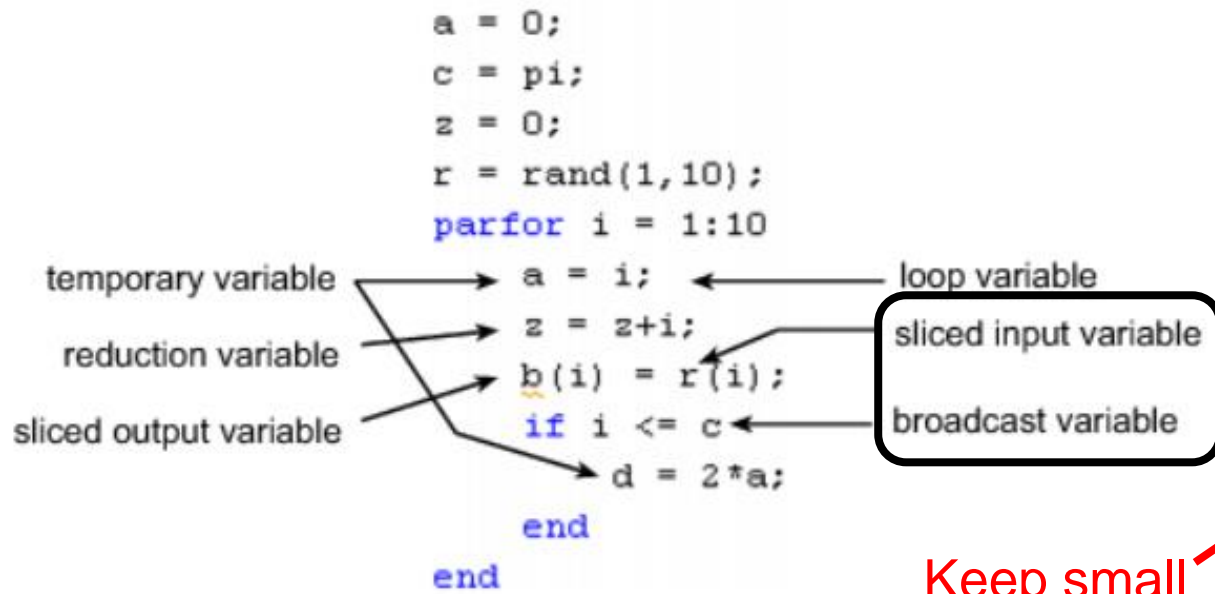 a = 0;
c = pi;
z = 0;
r = rand(1,10);
parfor i = 1:10
temporary variable a = i; loop variable
reduction variable z = z+i; sliced input variable
sliced output variable b(i) = r(i); broadcast variable
if i <= c
d = 2*a;
end
end
Keep small